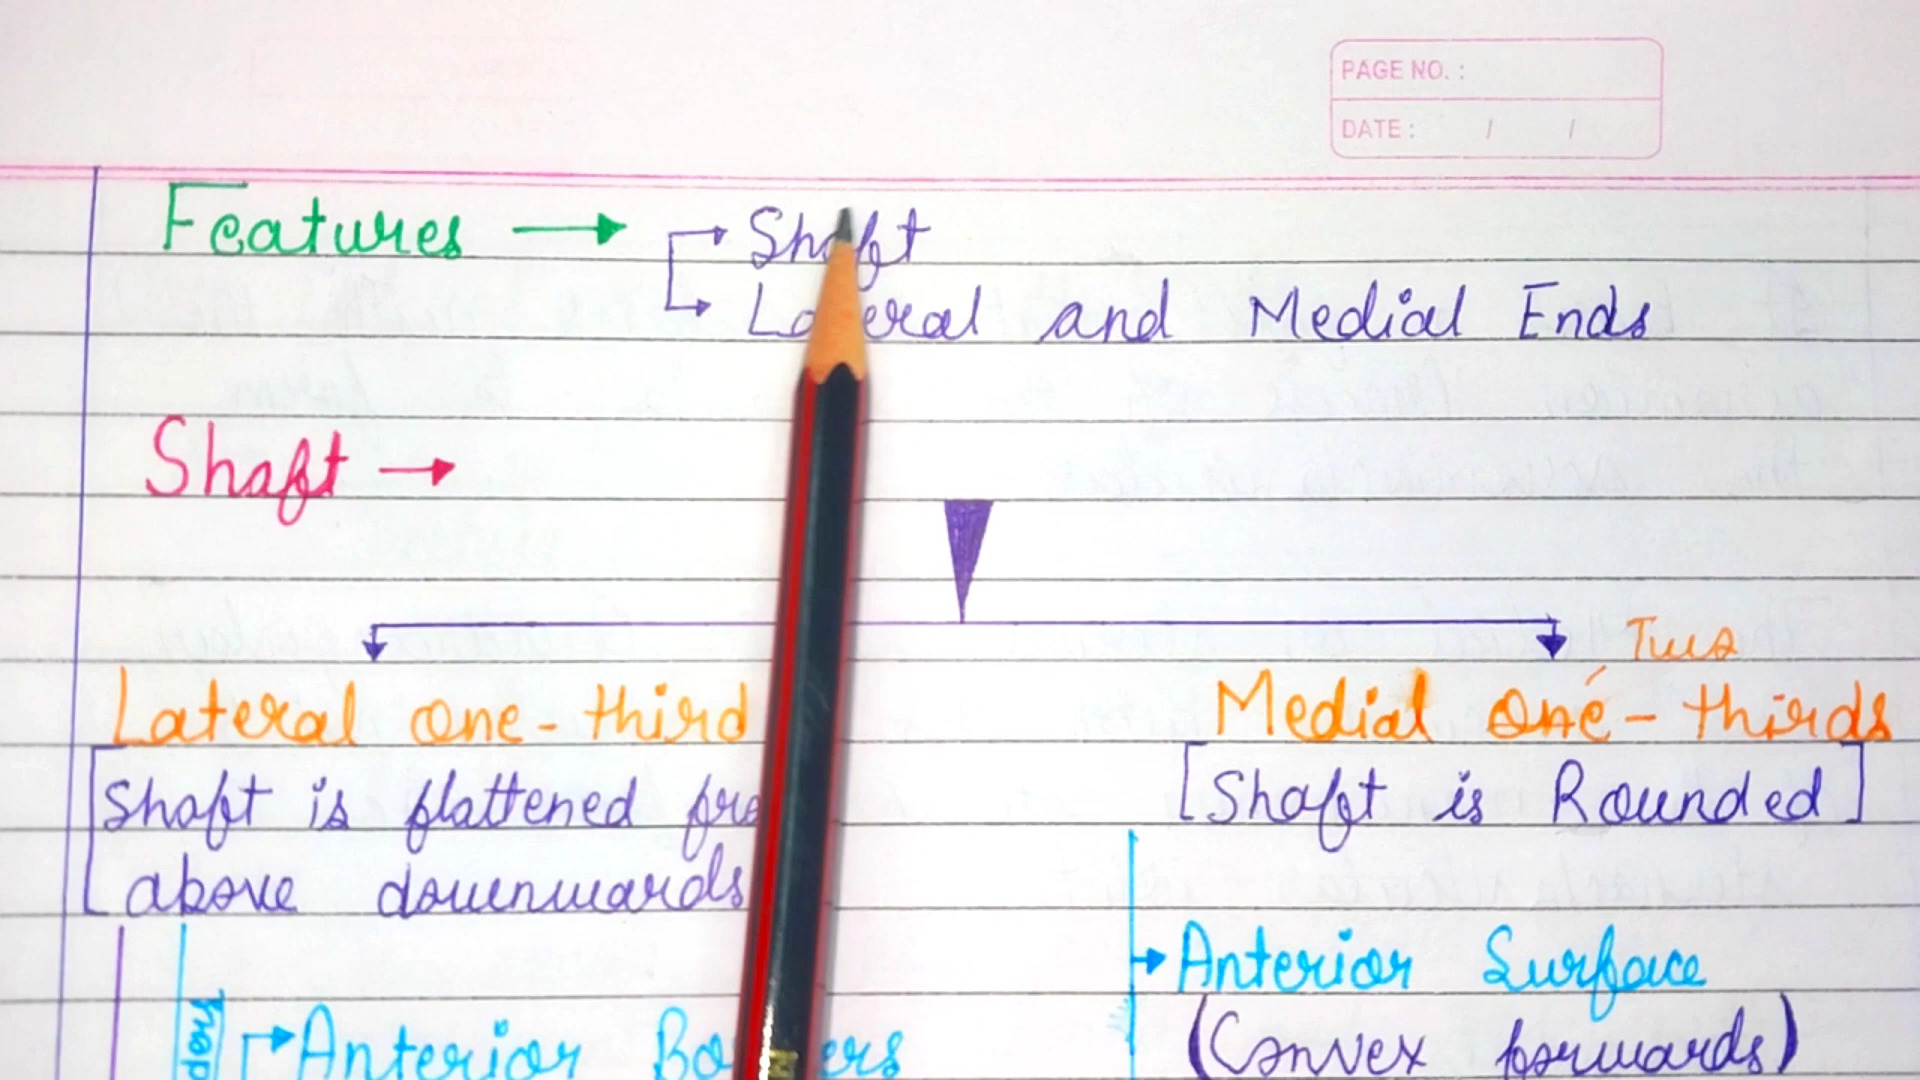 PAGE NO. :
DATE : / /
Features → Shaft
Lateral and Medial Ends
Shaft →
Two
Lateral one-third
Medial one-thirds
Shaft is flattened
above downwards
[Shaft is Rounded]
Anterior Surface
(Convex forwards)
Anterior